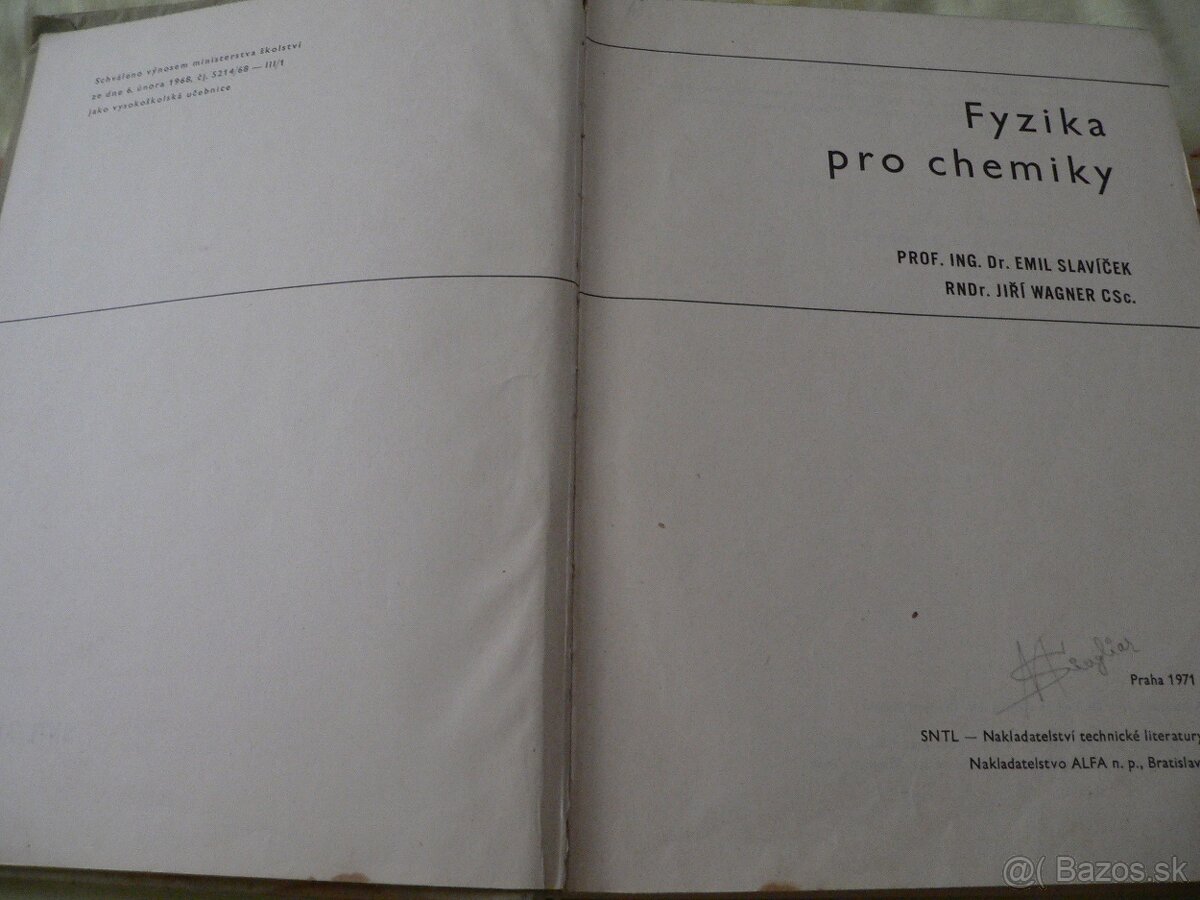 Schváleno výnosem ministerstva školství
ze dne 6. února 1968, čj. 5214/68 — III/1
jako vysokoškolská učebnice
Fyzika
pro chemiky
PROF. ING. Dr. EMIL SLAVÍČEK
RNDr. JIŘÍ WAGNER CSc.
Praha 1971
SNTL — Nakladatelství technické literatury
Nakladatelstvo ALFA n. p., Bratislav
@( Bazos.sk